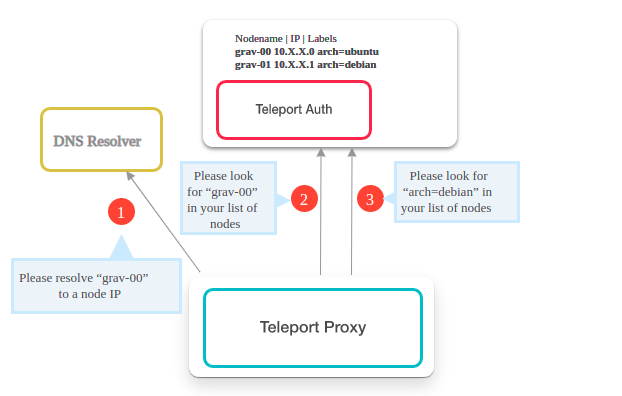 Nodename | IP | Labels
grav-00 10.X.X.0 arch=ubuntu
grav-01 10.X.X.1 arch=debian
Teleport Auth
DNS Resolver
Please look
for “grav-00”
in your list of
nodes
2
3
Please look for
“arch=debian” in
your list of nodes
1
Please resolve “grav-00”
to a node IP
Teleport Proxy